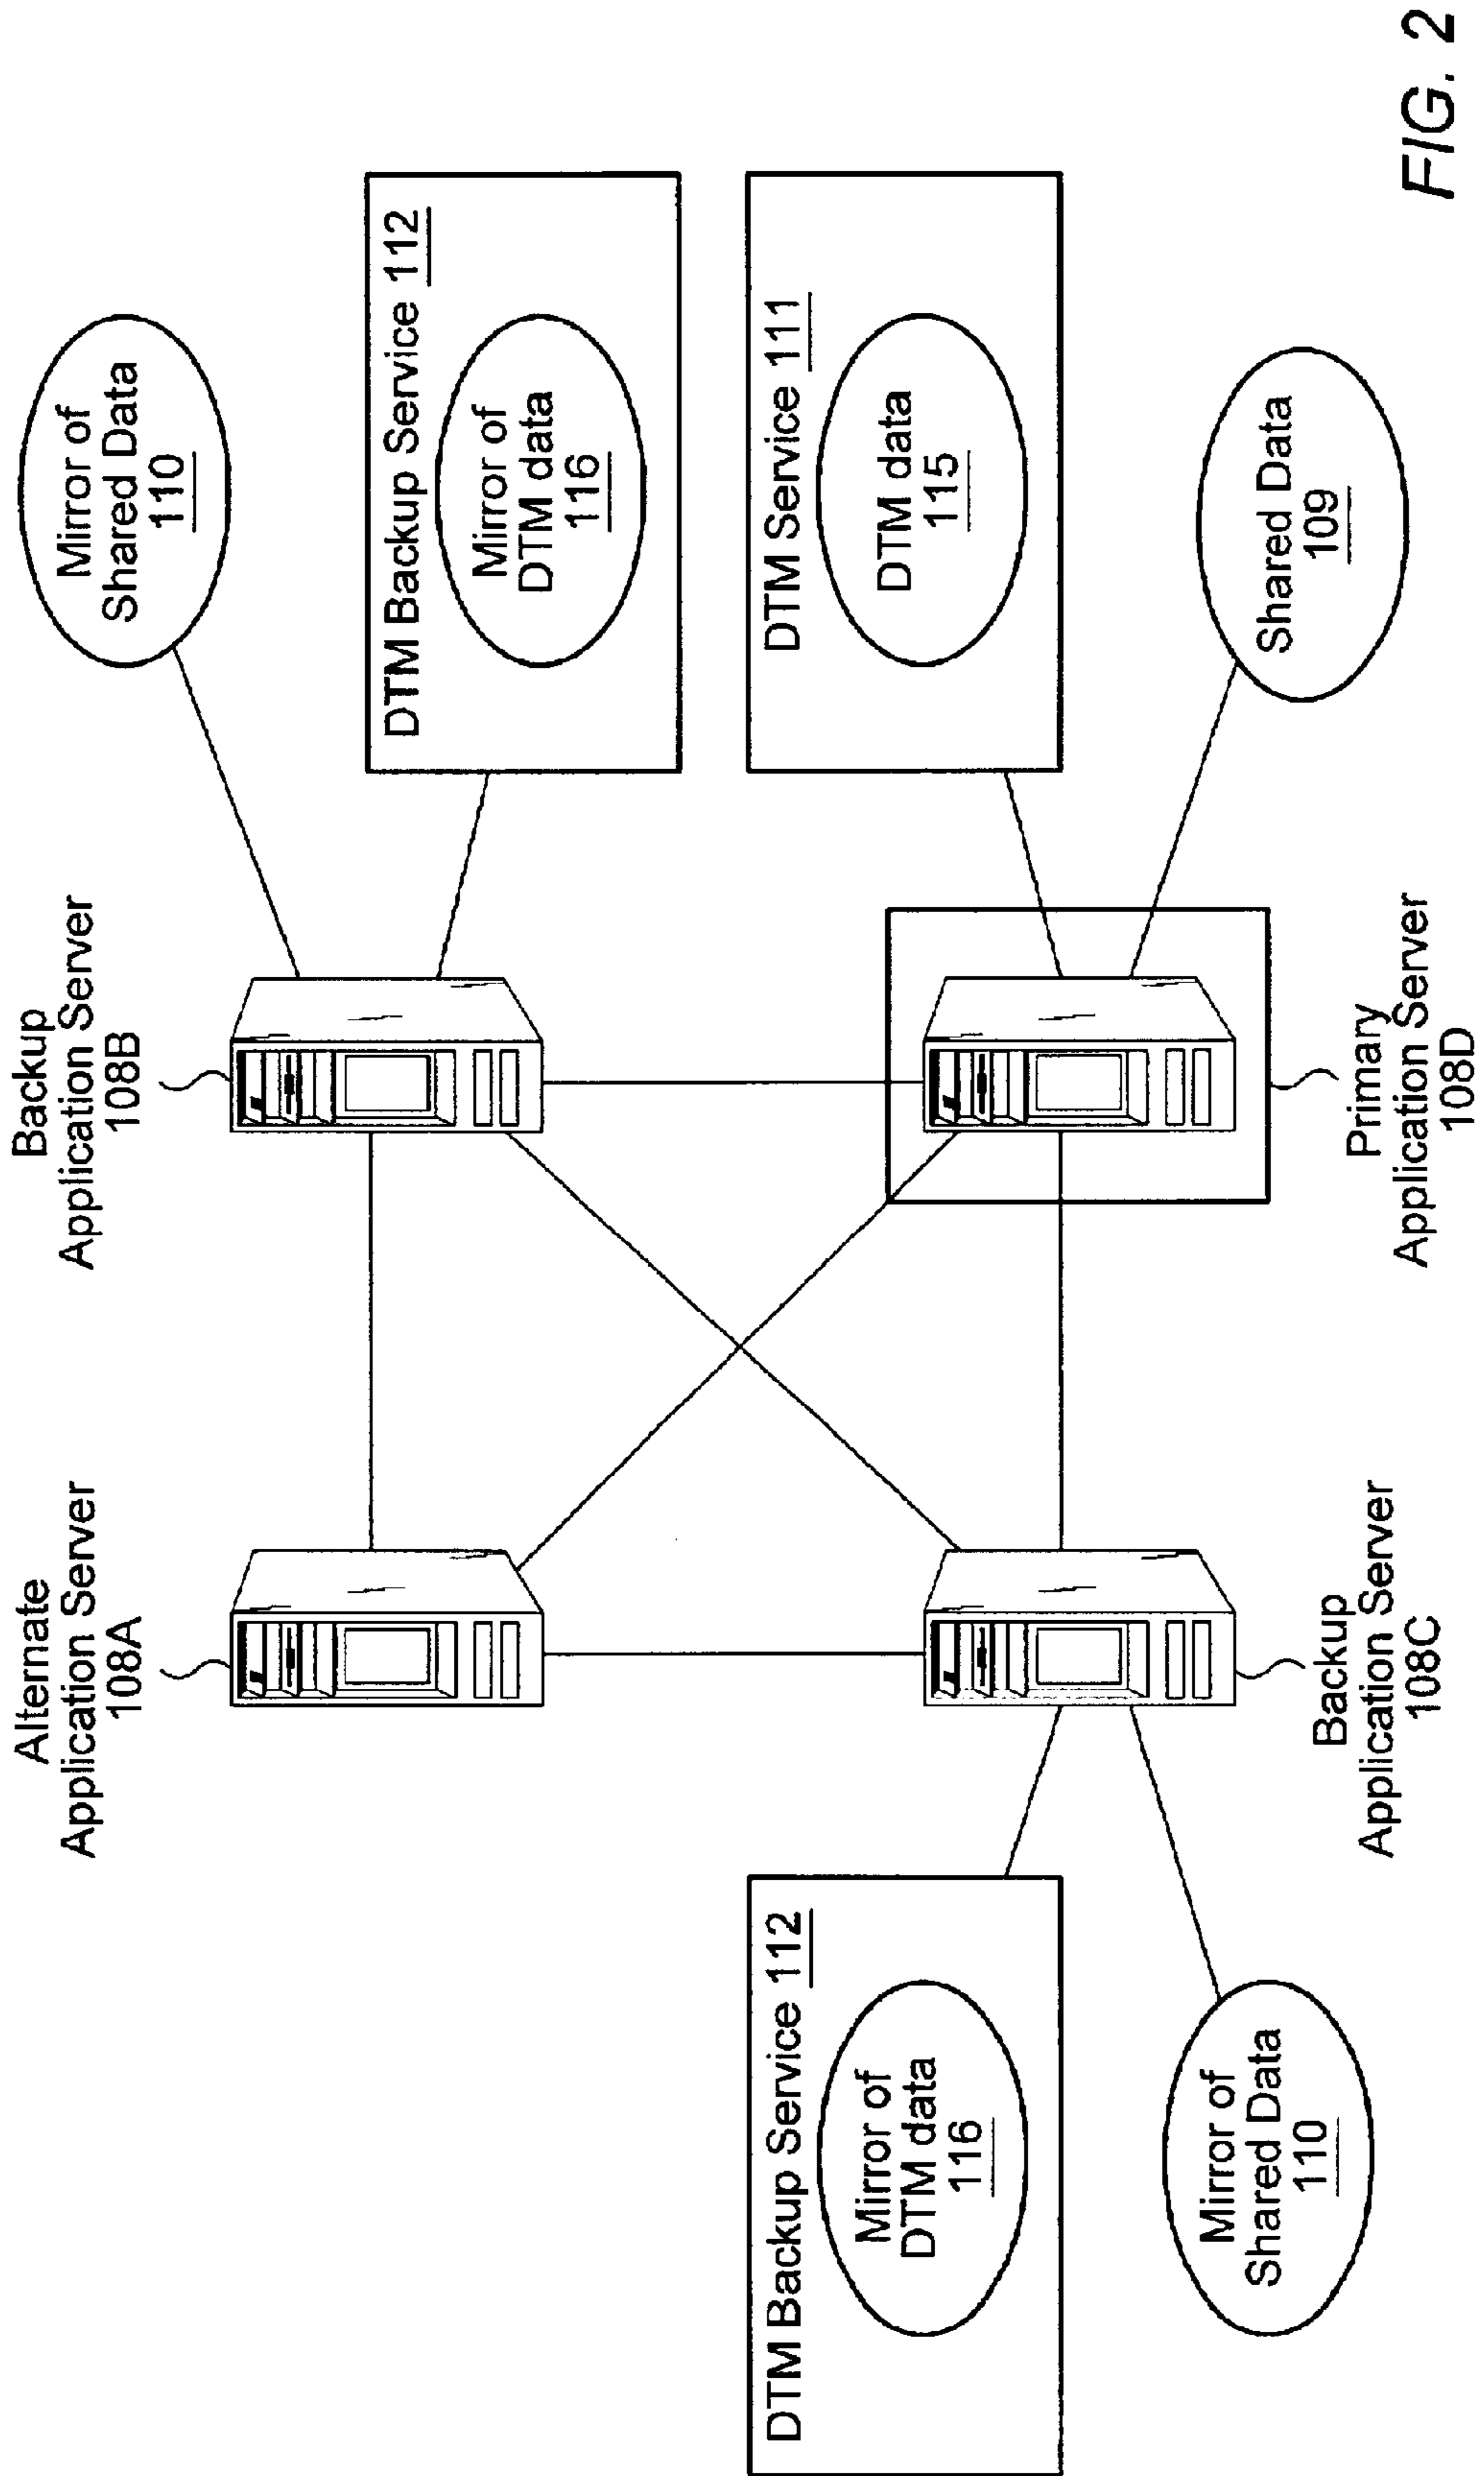 Alternate
Application Server
108A
Backup
Application Server
108B
Mirror of
Shared Data
110
DTM Backup Service 112
Mirror of
DTM data
116
DTM Backup Service 112
Mirror of
DTM data
116
DTM Service 111
DTM data
115
Mirror of
Shared Data
110
Backup
Application Server
108C
Primary
Application Server
108D
Shared Data
109
FIG. 2